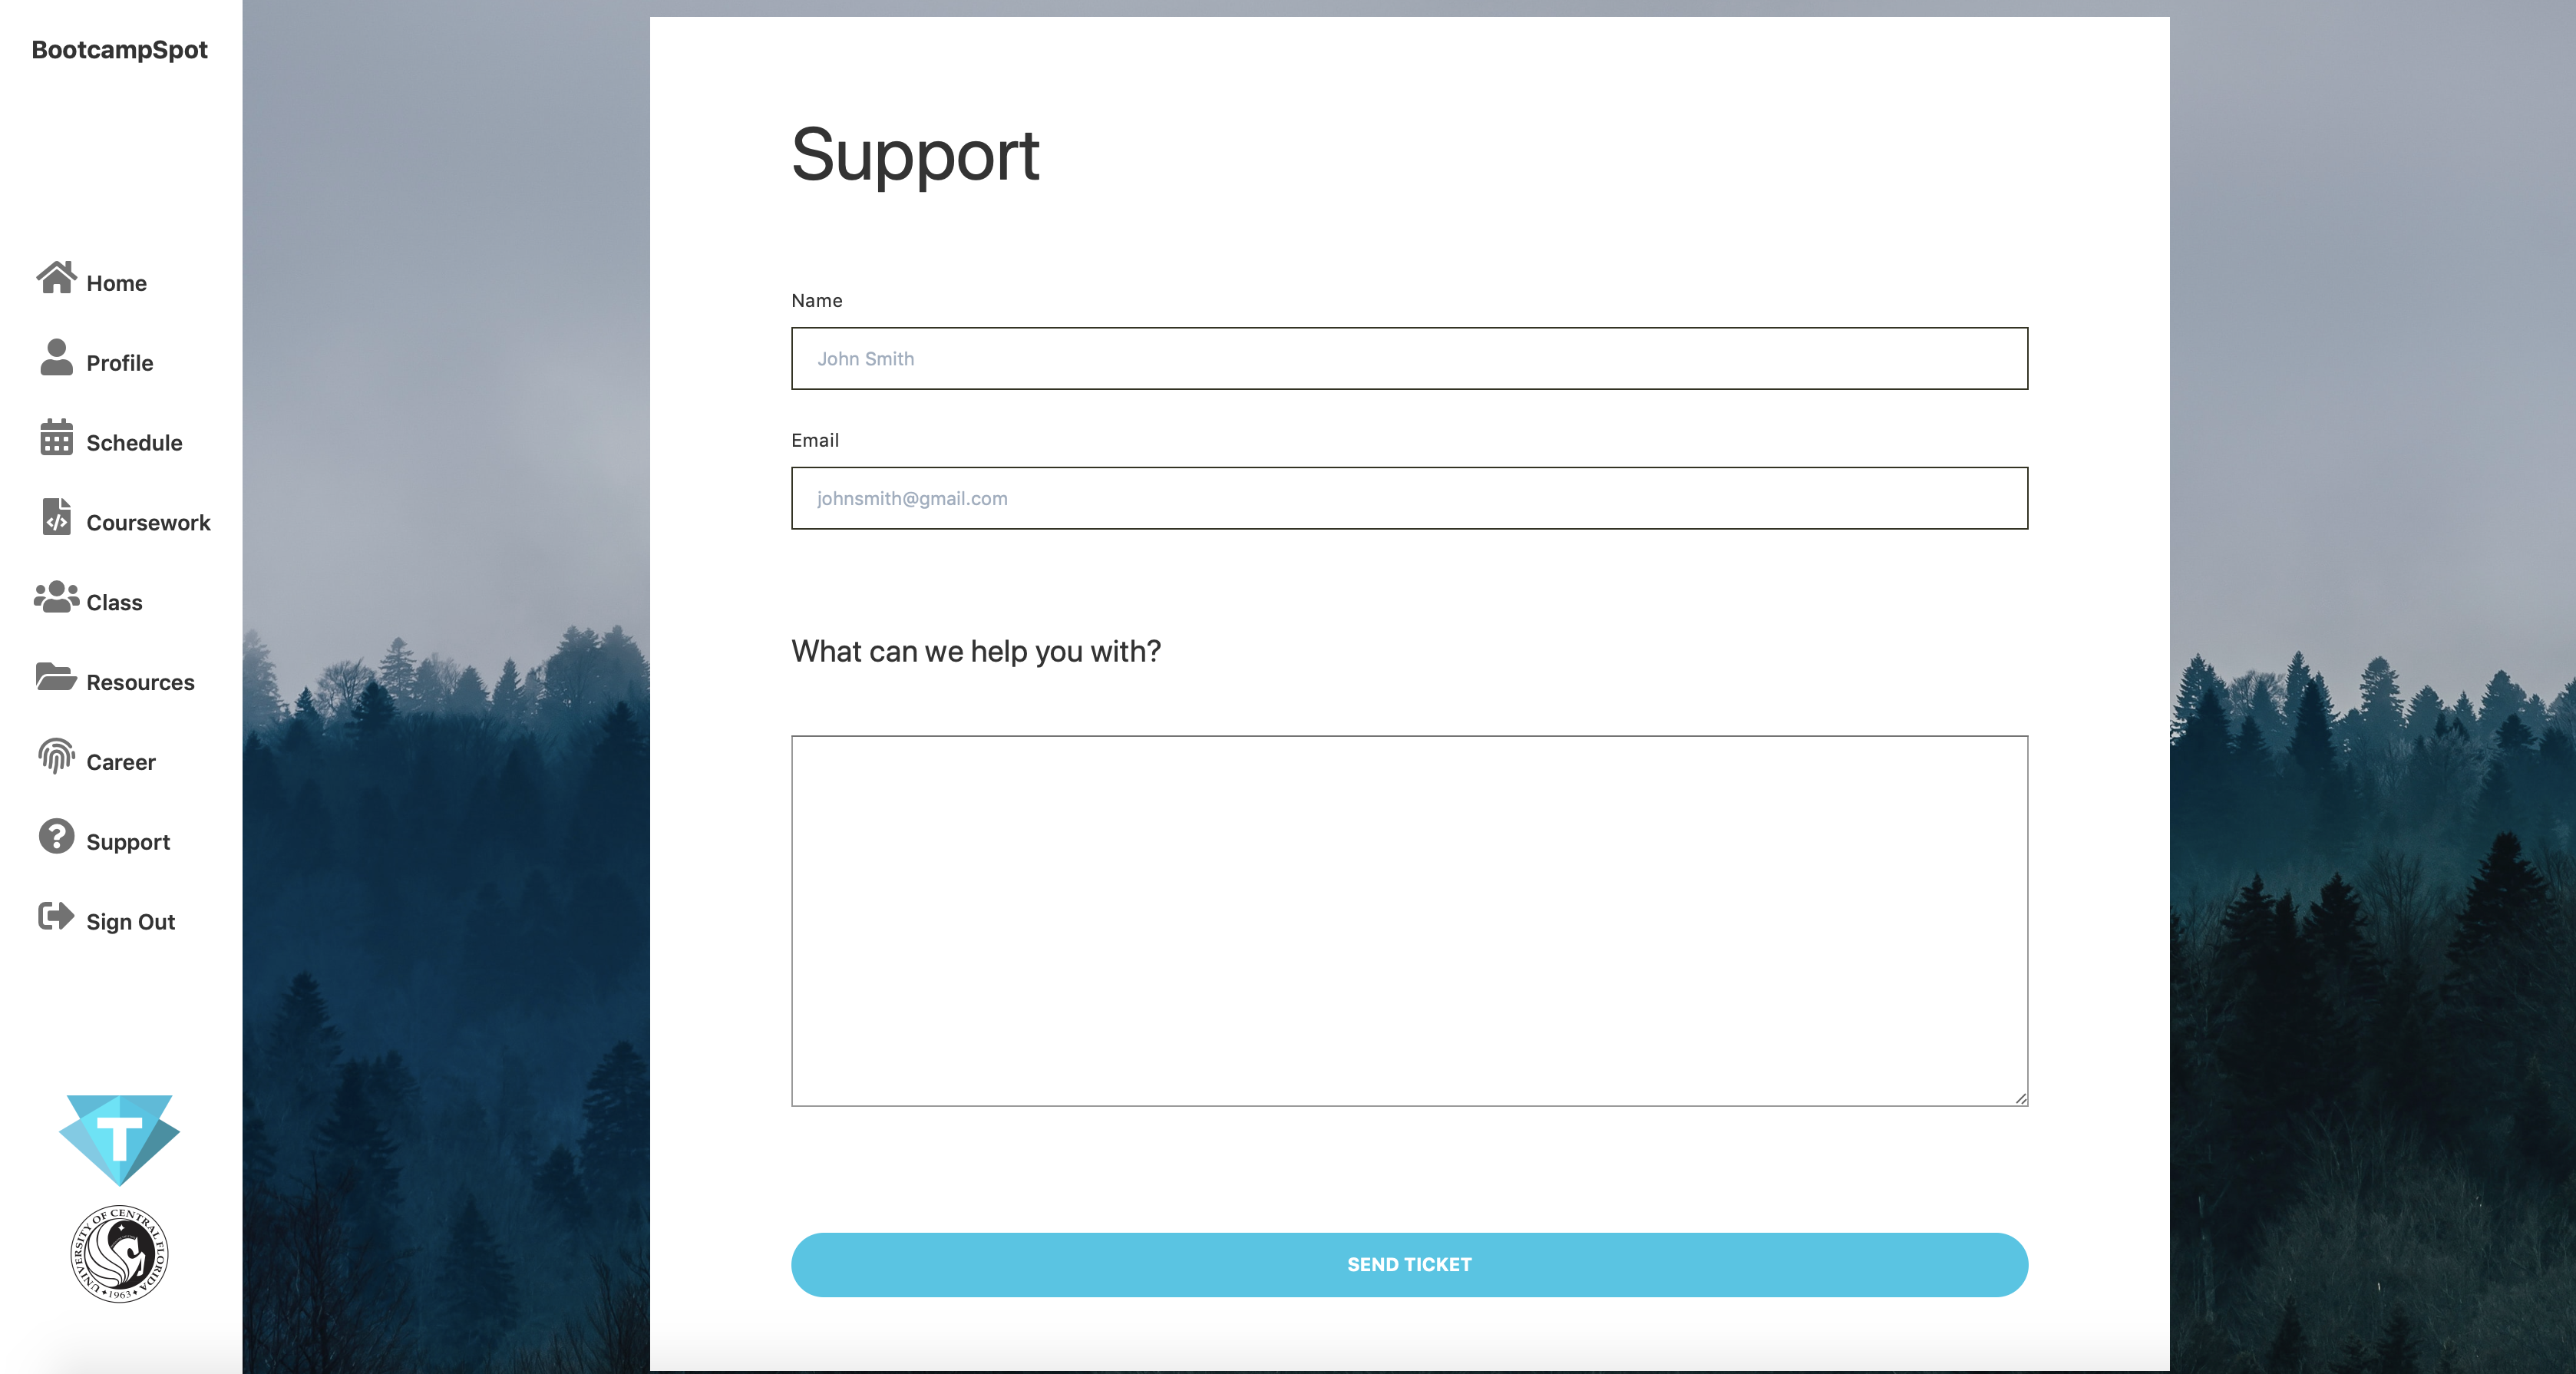 BootcampSpot
Home
Profile
Schedule
Coursework
Class
Resources
Career
Support
Sign Out
T
UNIVERSITY OF CENTRAL FLORIDA
1963
Support
Name
John Smith
Email
johnsmith@gmail.com
What can we help you with?
SEND TICKET